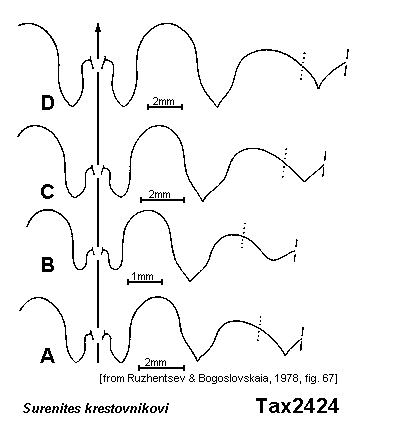 D
2mm
C
2mm
B
1mm
A
2mm
[from Ruzhentsev & Bogoslovskaia, 1978, fig. 67]
Surenites krestovnikovi Tax2424